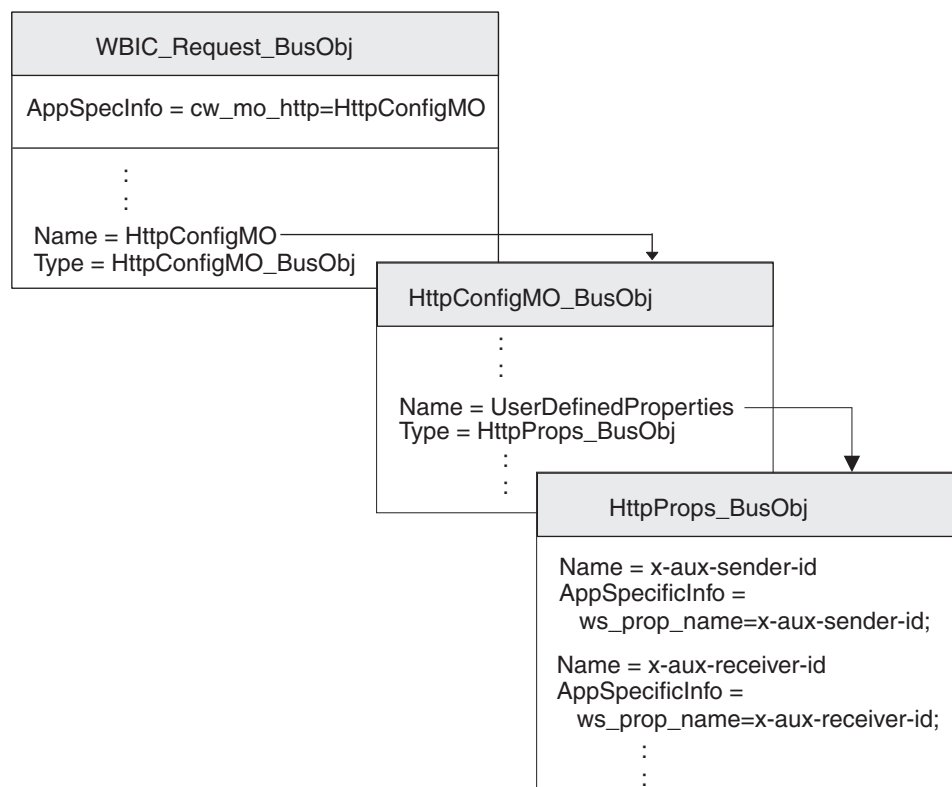 WBIC_Request_BusObj
AppSpecInfo = cw_mo_http=HttpConfigMO
:
:
Name = HttpConfigMO
Type = HttpConfigMO_BusObj
HttpConfigMO_BusObj
:
:
Name = UserDefinedProperties
Type = HttpProps_BusObj
:
:
HttpProps_BusObj
Name = x-aux-sender-id
AppSpecificInfo =
ws_prop_name=x-aux-sender-id;
Name = x-aux-receiver-id
AppSpecificInfo =
ws_prop_name=x-aux-receiver-id;
:
: